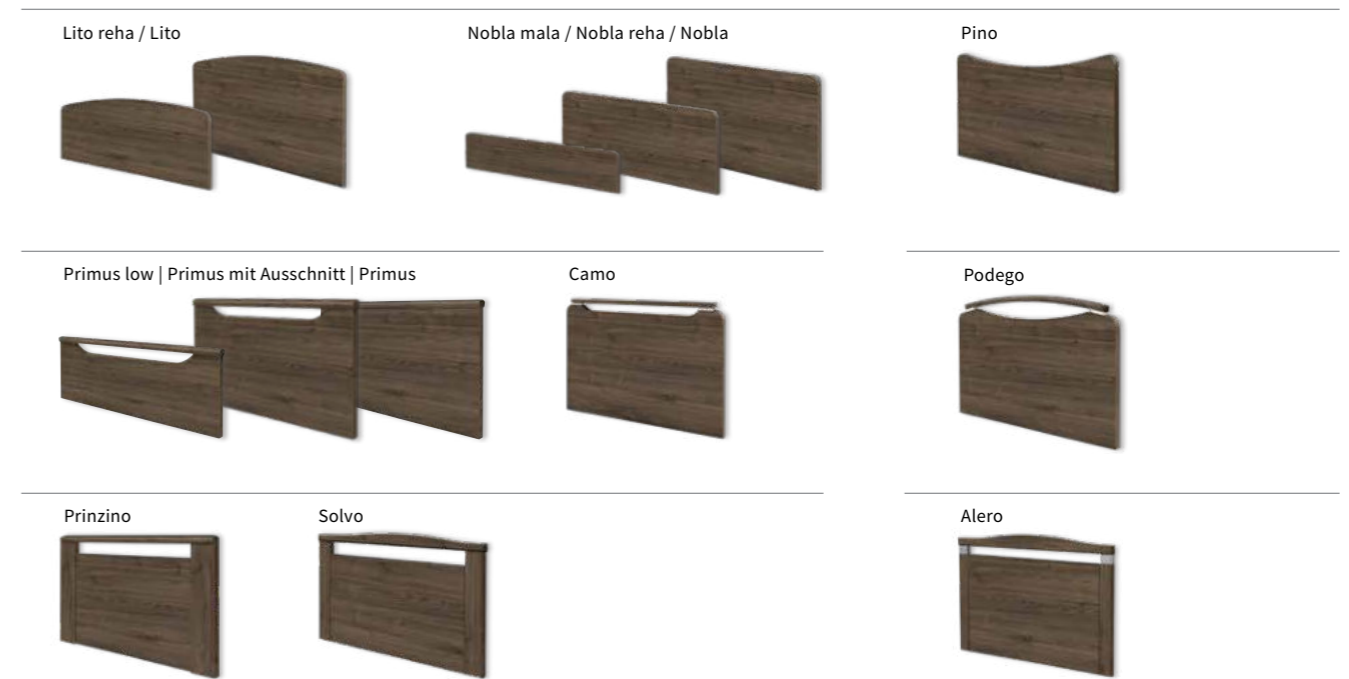 Lito reha / Lito
Nobla mala / Nobla reha / Nobla
Pino
Primus low | Primus mit Ausschnitt | Primus
Camo
Podego
Prinzino
Solvo
Alero